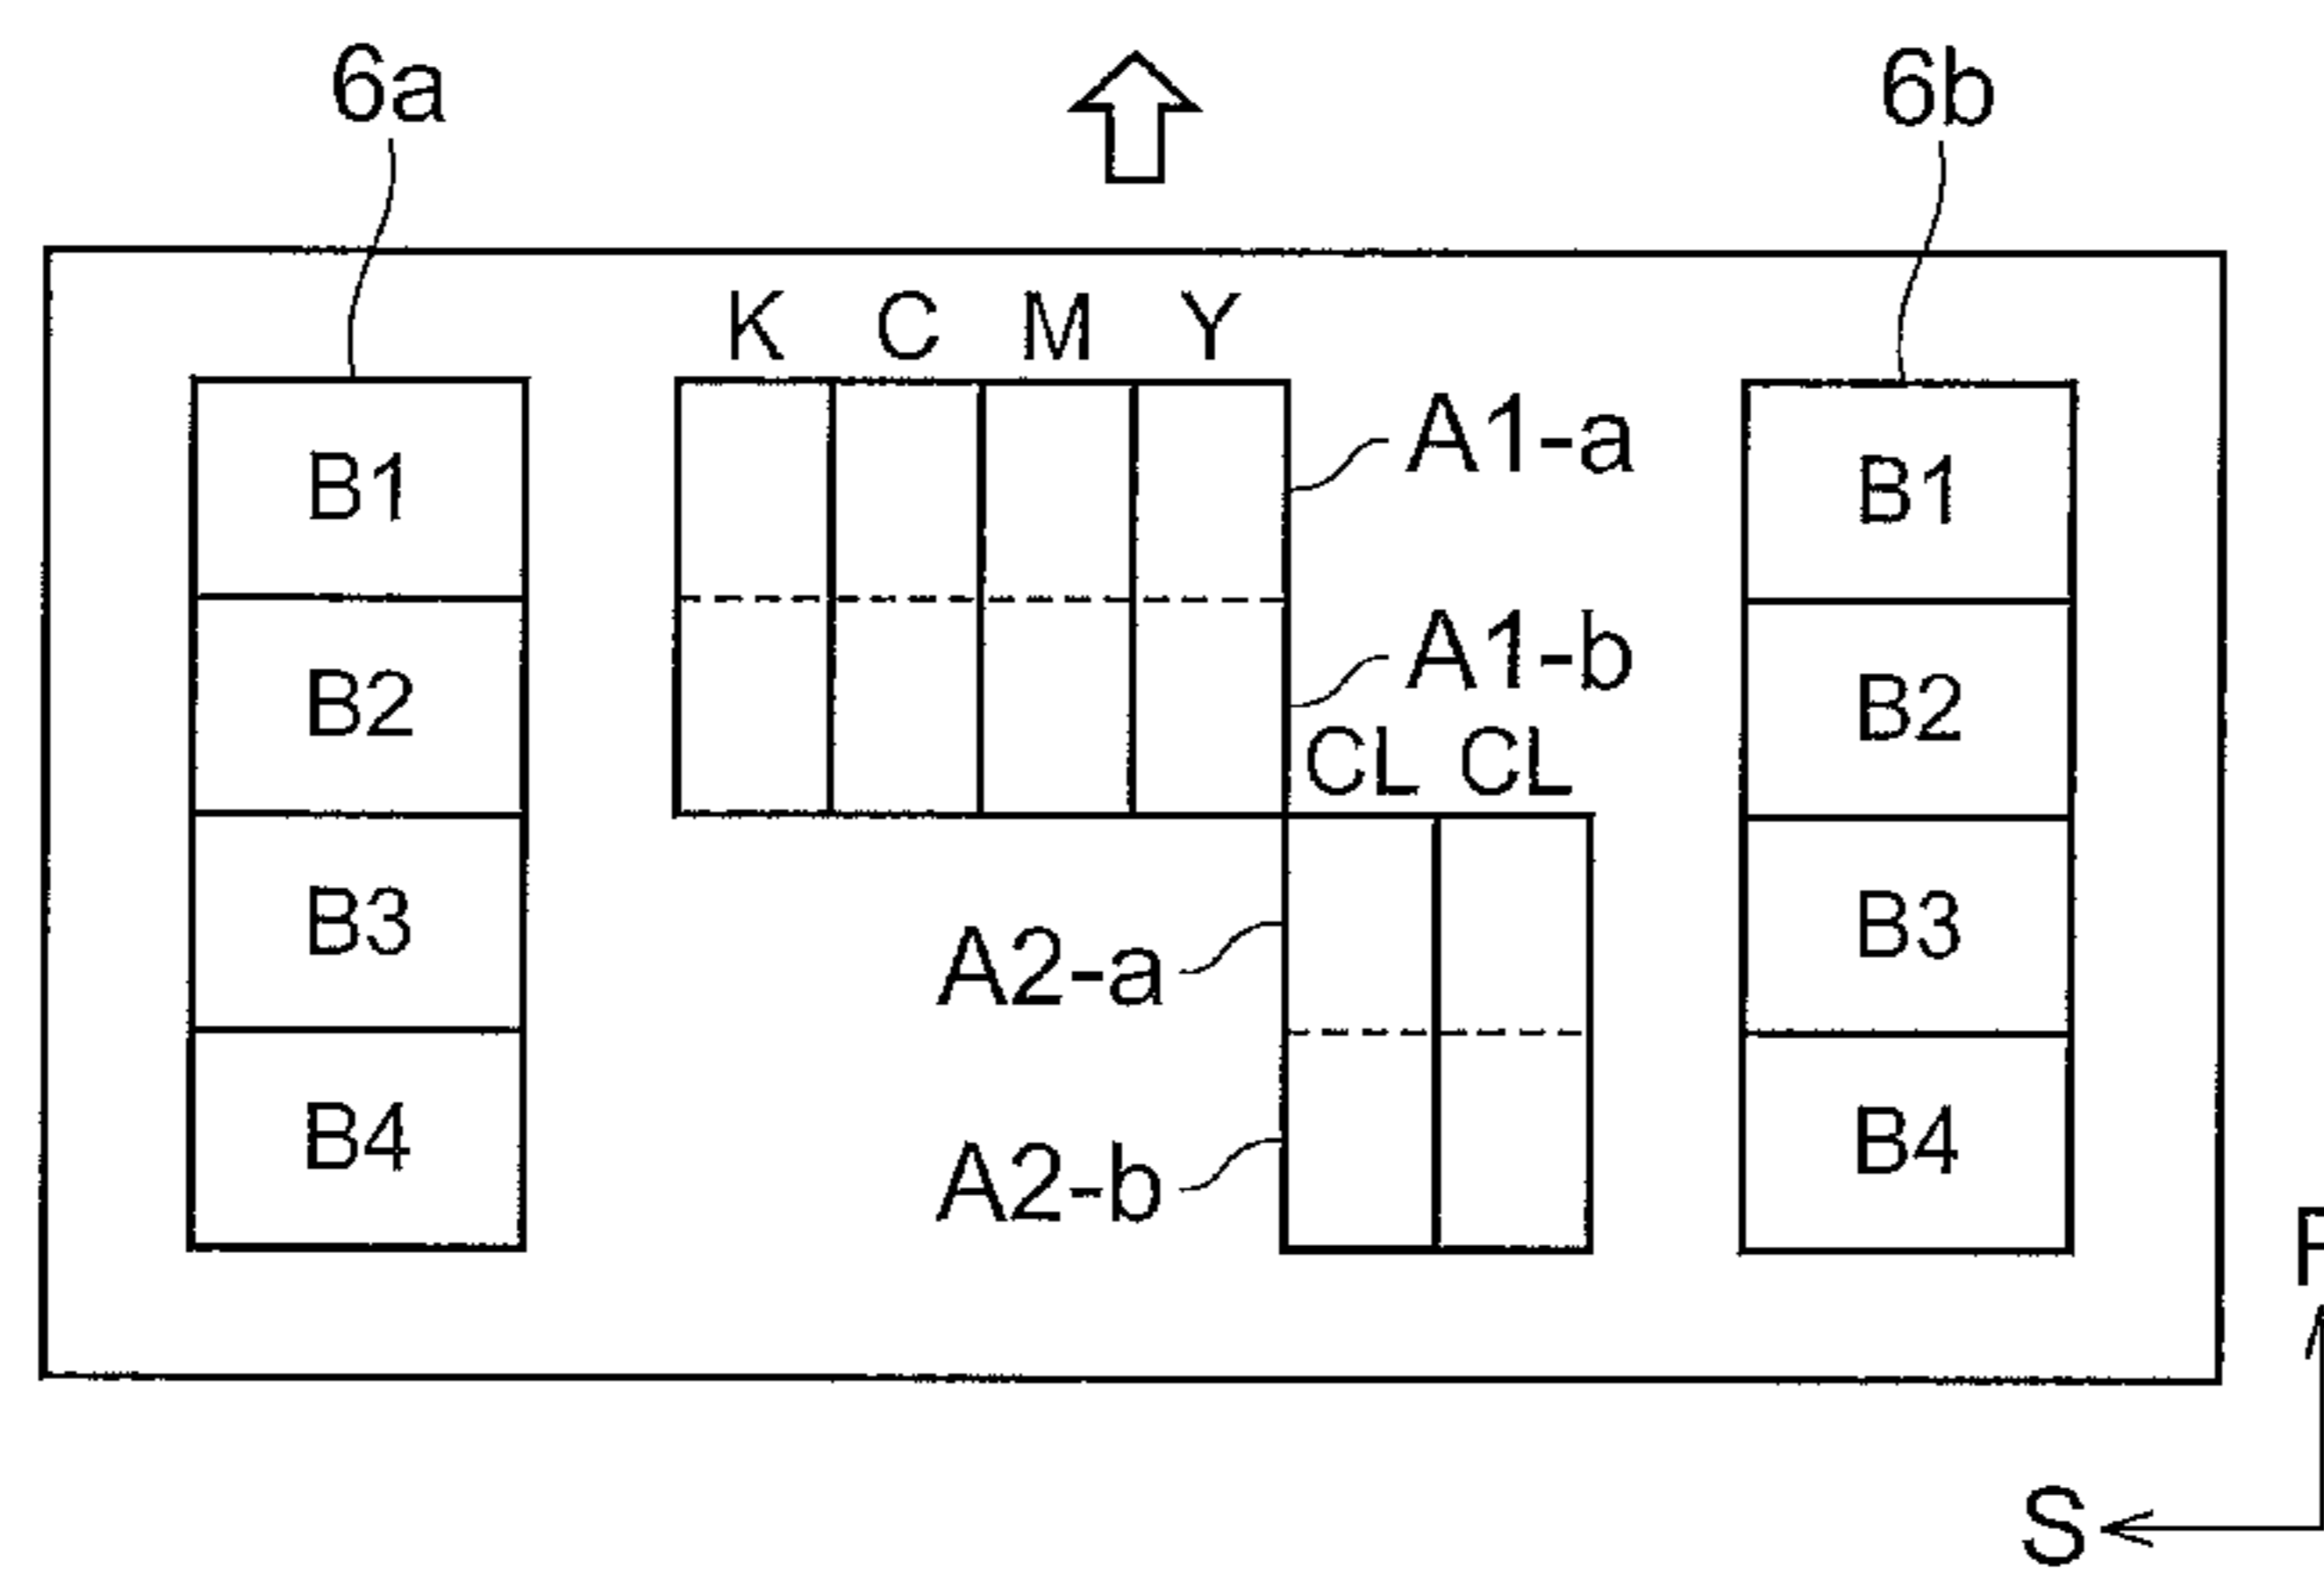 6a 6b
K C M Y
A1-a
B1 B1
A1-b
B2 B2
CL CL
B3 B3
A2-a
B4 B4
A2-b
S